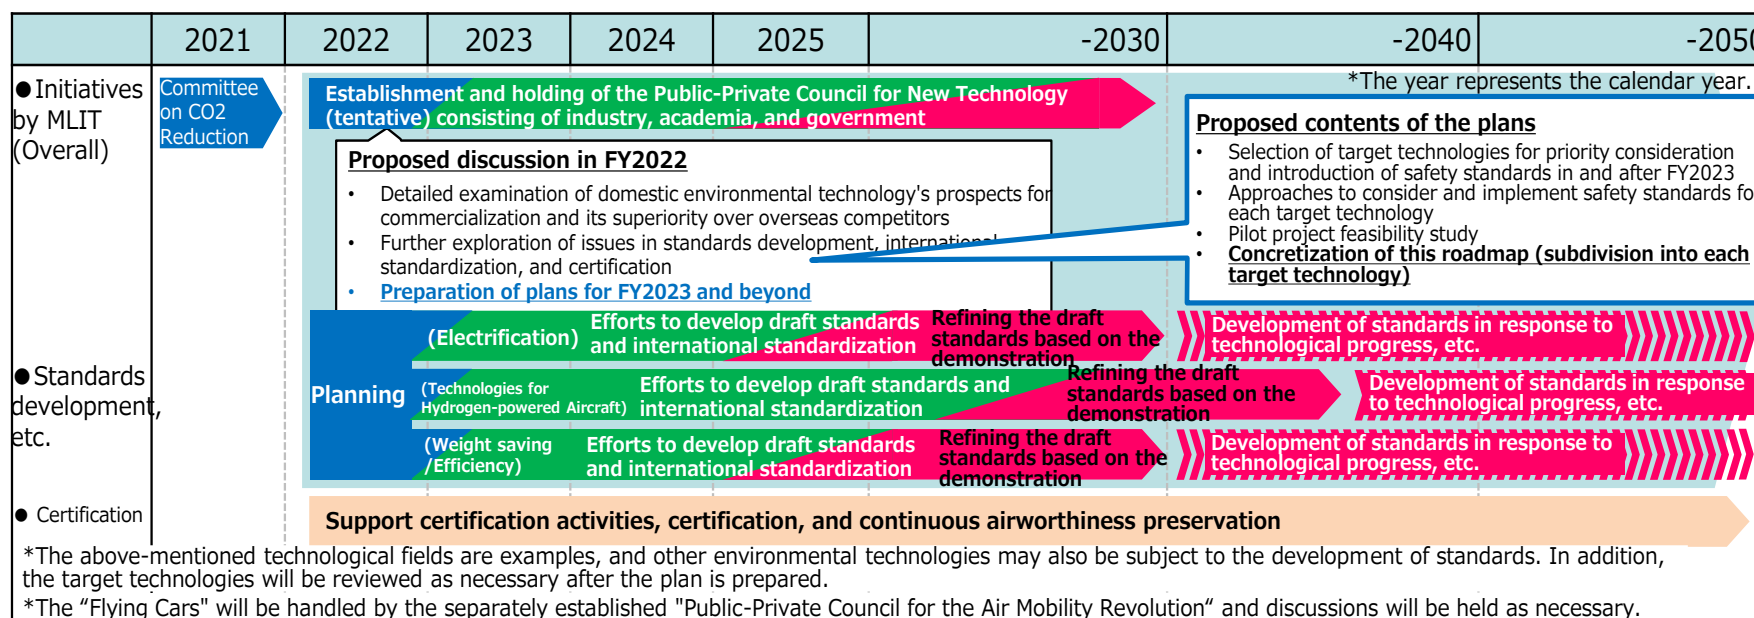 2021 2022 2023 2024 2025 -2030 -2040 -2050
*The year represents the calendar year.
●Initiatives
by MLIT
(Overall)
Committee
on CO2
Reduction
Establishment and holding of the Public-Private Council for New Technology
(tentative) consisting of industry, academia, and government
Proposed discussion in FY2022
• Detailed examination of domestic environmental technology's prospects for
commercialization and its superiority over overseas competitors
• Further exploration of issues in standards development, international
standardization, and certification
• Preparation of plans for FY2023 and beyond
Proposed contents of the plans
• Selection of target technologies for priority consideration
and introduction of safety standards in and after FY2023
• Approaches to consider and implement safety standards fo
each target technology
• Pilot project feasibility study
• Concretization of this roadmap (subdivision into each
target technology)
●Standards
development,
etc.
Planning
(Electrification)
Efforts to develop draft standards
and international standardization
Refining the draft
standards based on the
demonstration
Development of standards in response to
technological progress, etc.
(Technologies for
Hydrogen-powered Aircraft)
Efforts to develop draft standards and
international standardization
Refining the draft
standards based on the
demonstration
Development of standards in response
to technological progress, etc.
(Weight saving
/Efficiency)
Efforts to develop draft standards
and international standardization
Refining the draft
standards based on the
demonstration
Development of standards in response to
technological progress, etc.
● Certification
Support certification activities, certification, and continuous airworthiness preservation
*The above-mentioned technological fields are examples, and other environmental technologies may also be subject to the development of standards. In addition,
the target technologies will be reviewed as necessary after the plan is prepared.
*The “Flying Cars" will be handled by the separately established "Public-Private Council for the Air Mobility Revolution“ and discussions will be held as necessary.